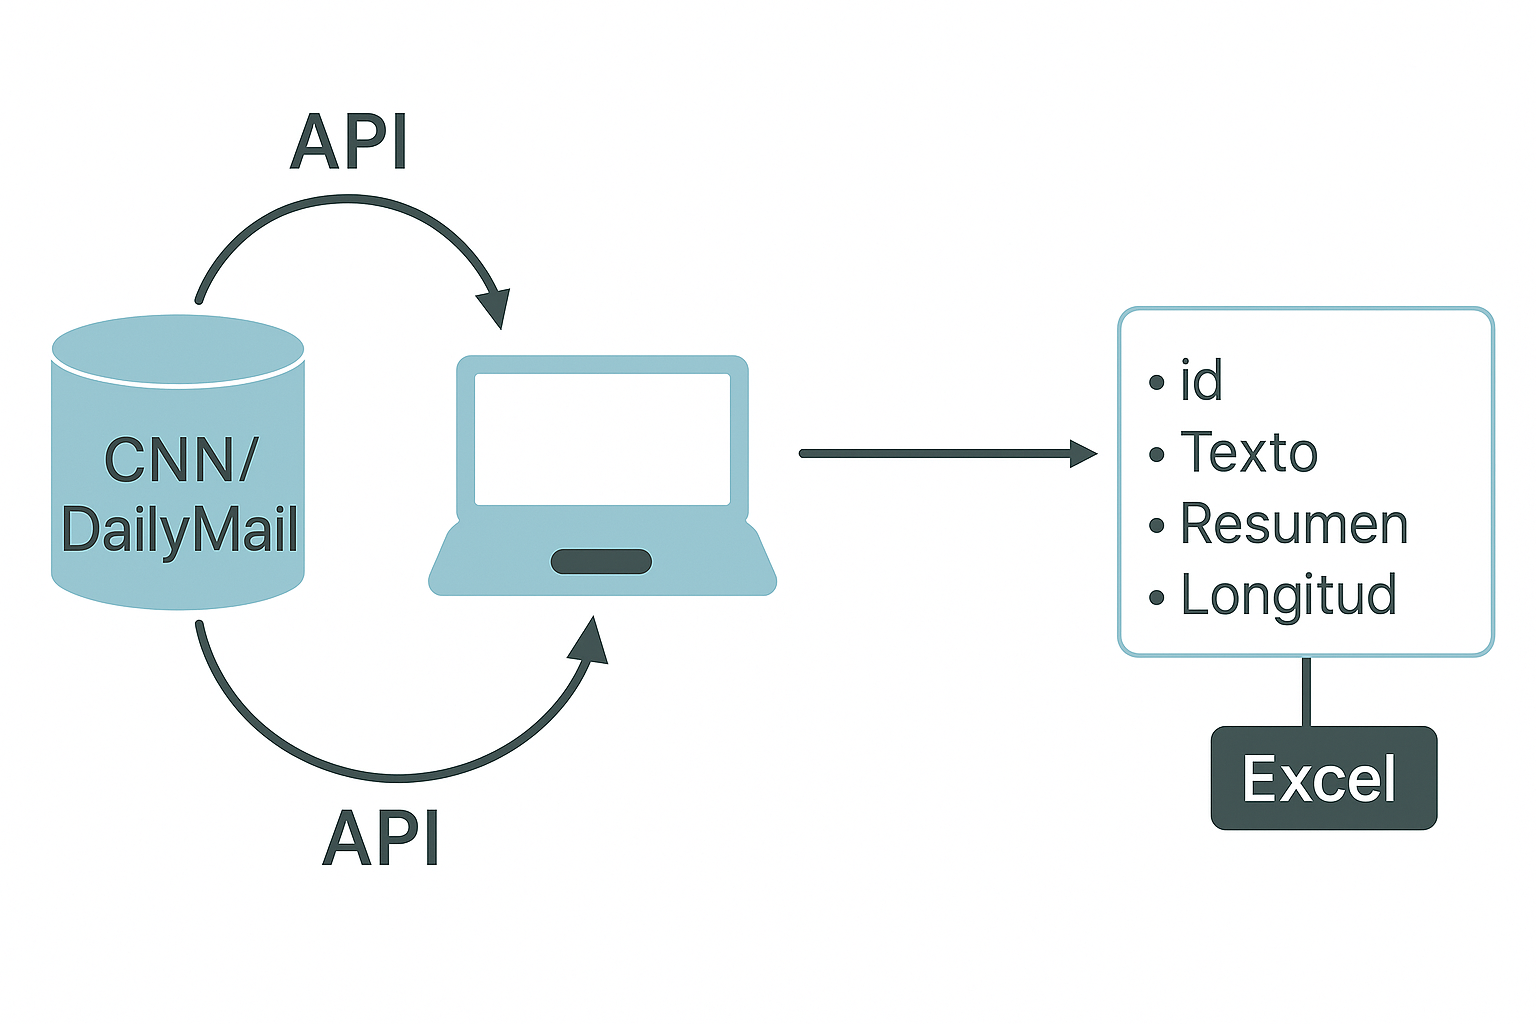 API
CNN/
DailyMail
API
• id
• Texto
• Resumen
• Longitud
Excel